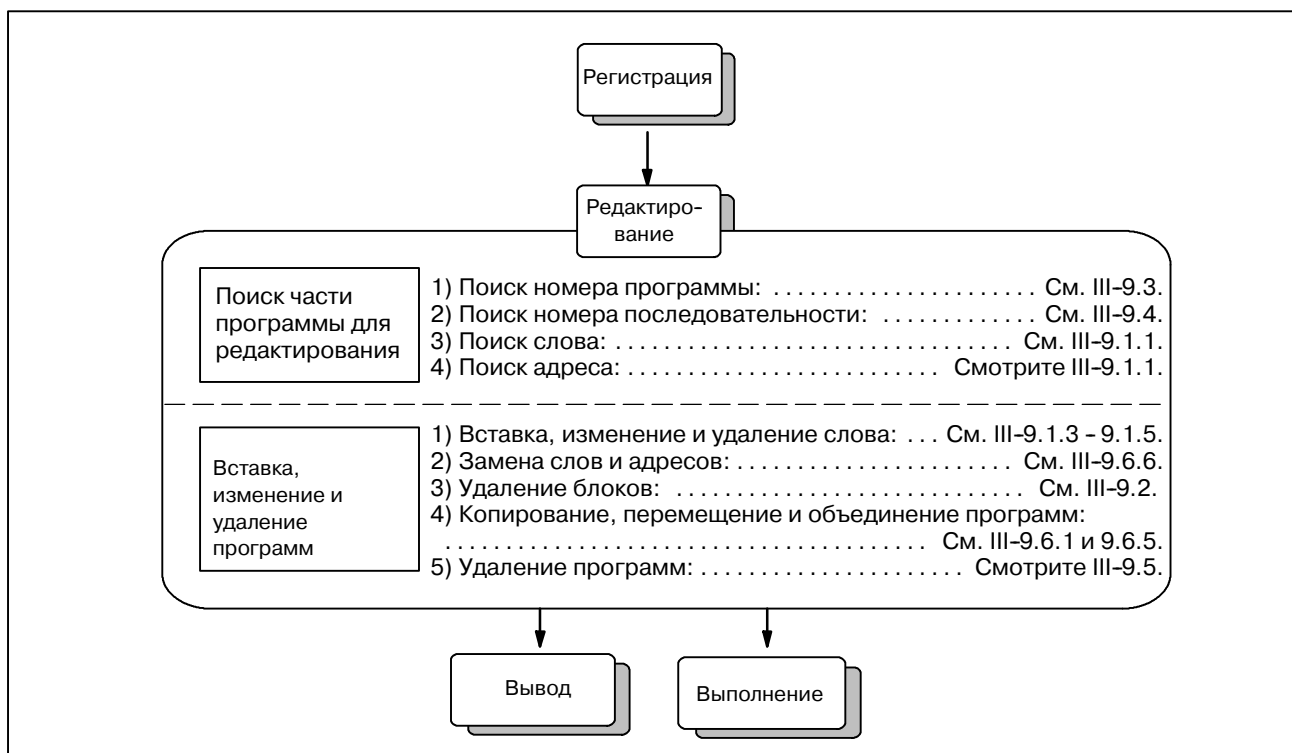 Регистрация
Редактиро-
вание
Поиск части
программы для
редактирования
1) Поиск номера программы: . . . . . . . . . . . . . . . . . . . . . . См. III-9.3.
2) Поиск номера последовательности: . . . . . . . . . . . . . См. III-9.4.
3) Поиск слова: . . . . . . . . . . . . . . . . . . . . . . . . . . . . . . . См. III-9.1.1.
4) Поиск адреса: . . . . . . . . . . . . . . . . . . . . . . . . . . Смотрите III-9.1.1.
Вставка,
изменение и
удаление
программ
1) Вставка, изменение и удаление слова: . . . См. III-9.1.3 - 9.1.5.
2) Замена слов и адресов: . . . . . . . . . . . . . . . . . . . . . . . См. III-9.6.6.
3) Удаление блоков: . . . . . . . . . . . . . . . . . . . . . . . . . . . . . См. III-9.2.
4) Копирование, перемещение и объединение программ:
. . . . . . . . . . . . . . . . . . . . . . . . . . . . . . . . . . . . . . . . См. III-9.6.1 и 9.6.5.
5) Удаление программ: . . . . . . . . . . . . . . . . . . . . . . Смотрите III-9.5.
Вывод
Выполнение